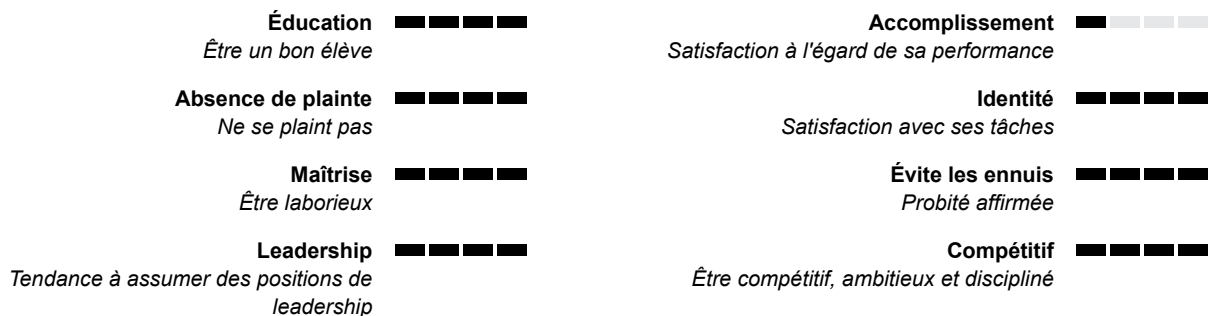 Éducation
Être un bon élève
Absence de plainte
Ne se plaint pas
Maîtrise
Être laborieux
Leadership
Tendance à assumer des positions de
leadership
Accomplissement
Satisfaction à l'égard de sa performance
Identité
Satisfaction avec ses tâches
Évite les ennuis
Probité affirmée
Compétitif
Être compétitif, ambitieux et discipliné